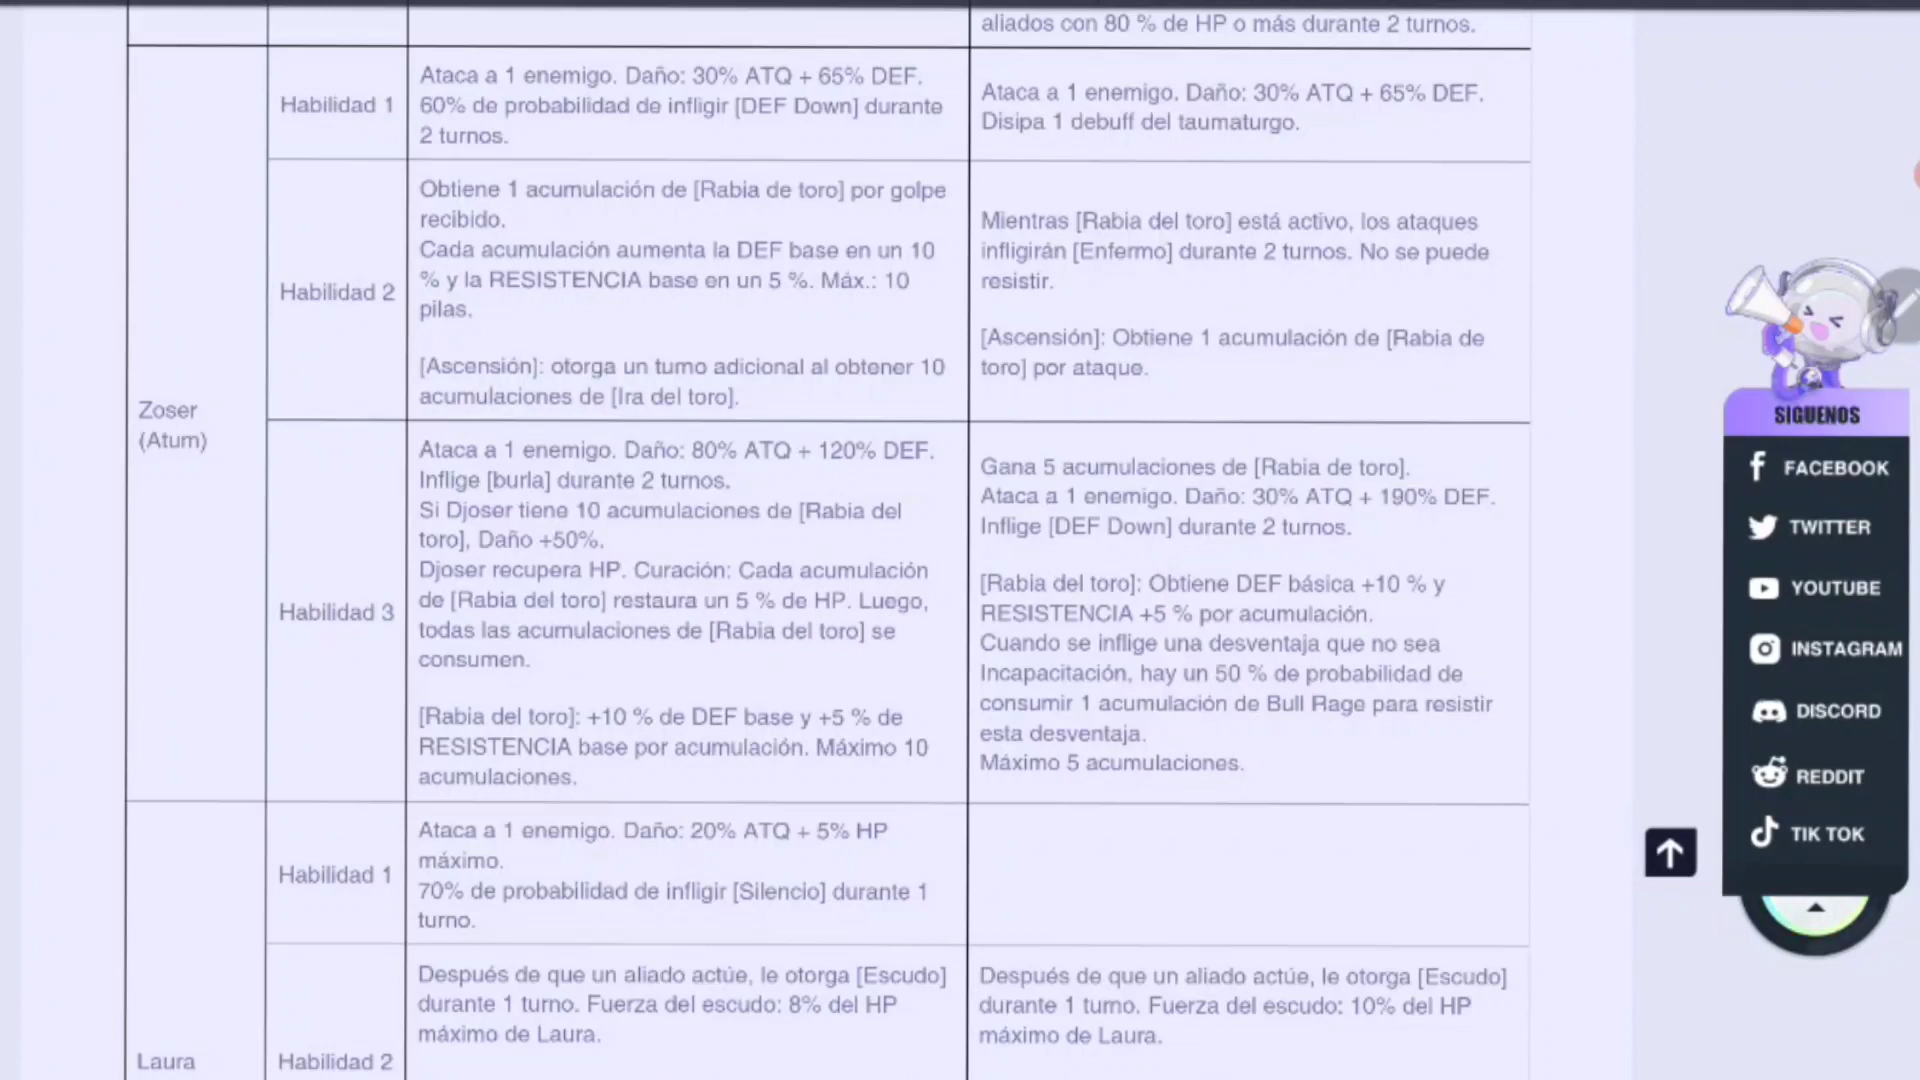 aliados con 80 % de HP o más durante 2 turnos.
Zoser
(Atum)
Habilidad 1
Ataca a 1 enemigo. Daño: 30% ATQ + 65% DEF.
60% de probabilidad de infligir [DEF Down] durante
2 turnos.
Ataca a 1 enemigo. Daño: 30% ATQ + 65% DEF.
Disipa 1 debuff del taumaturgo.
Habilidad 2
Obtiene 1 acumulación de [Rabia de toro] por golpe
recibido.
Cada acumulación aumenta la DEF base en un 10
% y la RESISTENCIA base en un 5 %. Máx.: 10
pilas.
[Ascensión]: otorga un turno adicional al obtener 10
acumulaciones de [Ira del toro].
Mientras [Rabia del toro] está activo, los ataques
infligirán [Enfermo] durante 2 turnos. No se puede
resistir.
[Ascensión]: Obtiene 1 acumulación de [Rabia de
toro] por ataque.
Habilidad 3
Ataca a 1 enemigo. Daño: 80% ATQ + 120% DEF.
Inflige [burla] durante 2 turnos.
Si Djoser tiene 10 acumulaciones de [Rabia del
toro], Daño +50%.
Djoser recupera HP. Curación: Cada acumulación
de [Rabia del toro] restaura un 5 % de HP. Luego,
todas las acumulaciones de [Rabia del toro] se
consumen.
[Rabia del toro]: +10 % de DEF base y +5 % de
RESISTENCIA base por acumulación. Máximo 10
acumulaciones.
Gana 5 acumulaciones de [Rabia de toro].
Ataca a 1 enemigo. Daño: 30% ATQ + 190% DEF.
Inflige [DEF Down] durante 2 turnos.
[Rabia del toro]: Obtiene DEF básica +10 % y
RESISTENCIA +5 % por acumulación.
Cuando se inflige una desventaja que no sea
Incapacitación, hay un 50 % de probabilidad de
consumir 1 acumulación de Bull Rage para resistir
esta desventaja.
Máximo 5 acumulaciones.
Laura
Habilidad 1
Ataca a 1 enemigo. Daño: 20% ATQ + 5% HP
máximo.
70% de probabilidad de infligir [Silencio] durante 1
turno.
Habilidad 2
Después de que un aliado actúe, le otorga [Escudo]
durante 1 turno. Fuerza del escudo: 8% del HP
máximo de Laura.
Después de que un aliado actúe, le otorga [Escudo]
durante 1 turno. Fuerza del escudo: 10% del HP
máximo de Laura.
SÍGUENOS
FACEBOOK
TWITTER
YOUTUBE
INSTAGRAM
DISCORD
REDDIT
TIK TOK